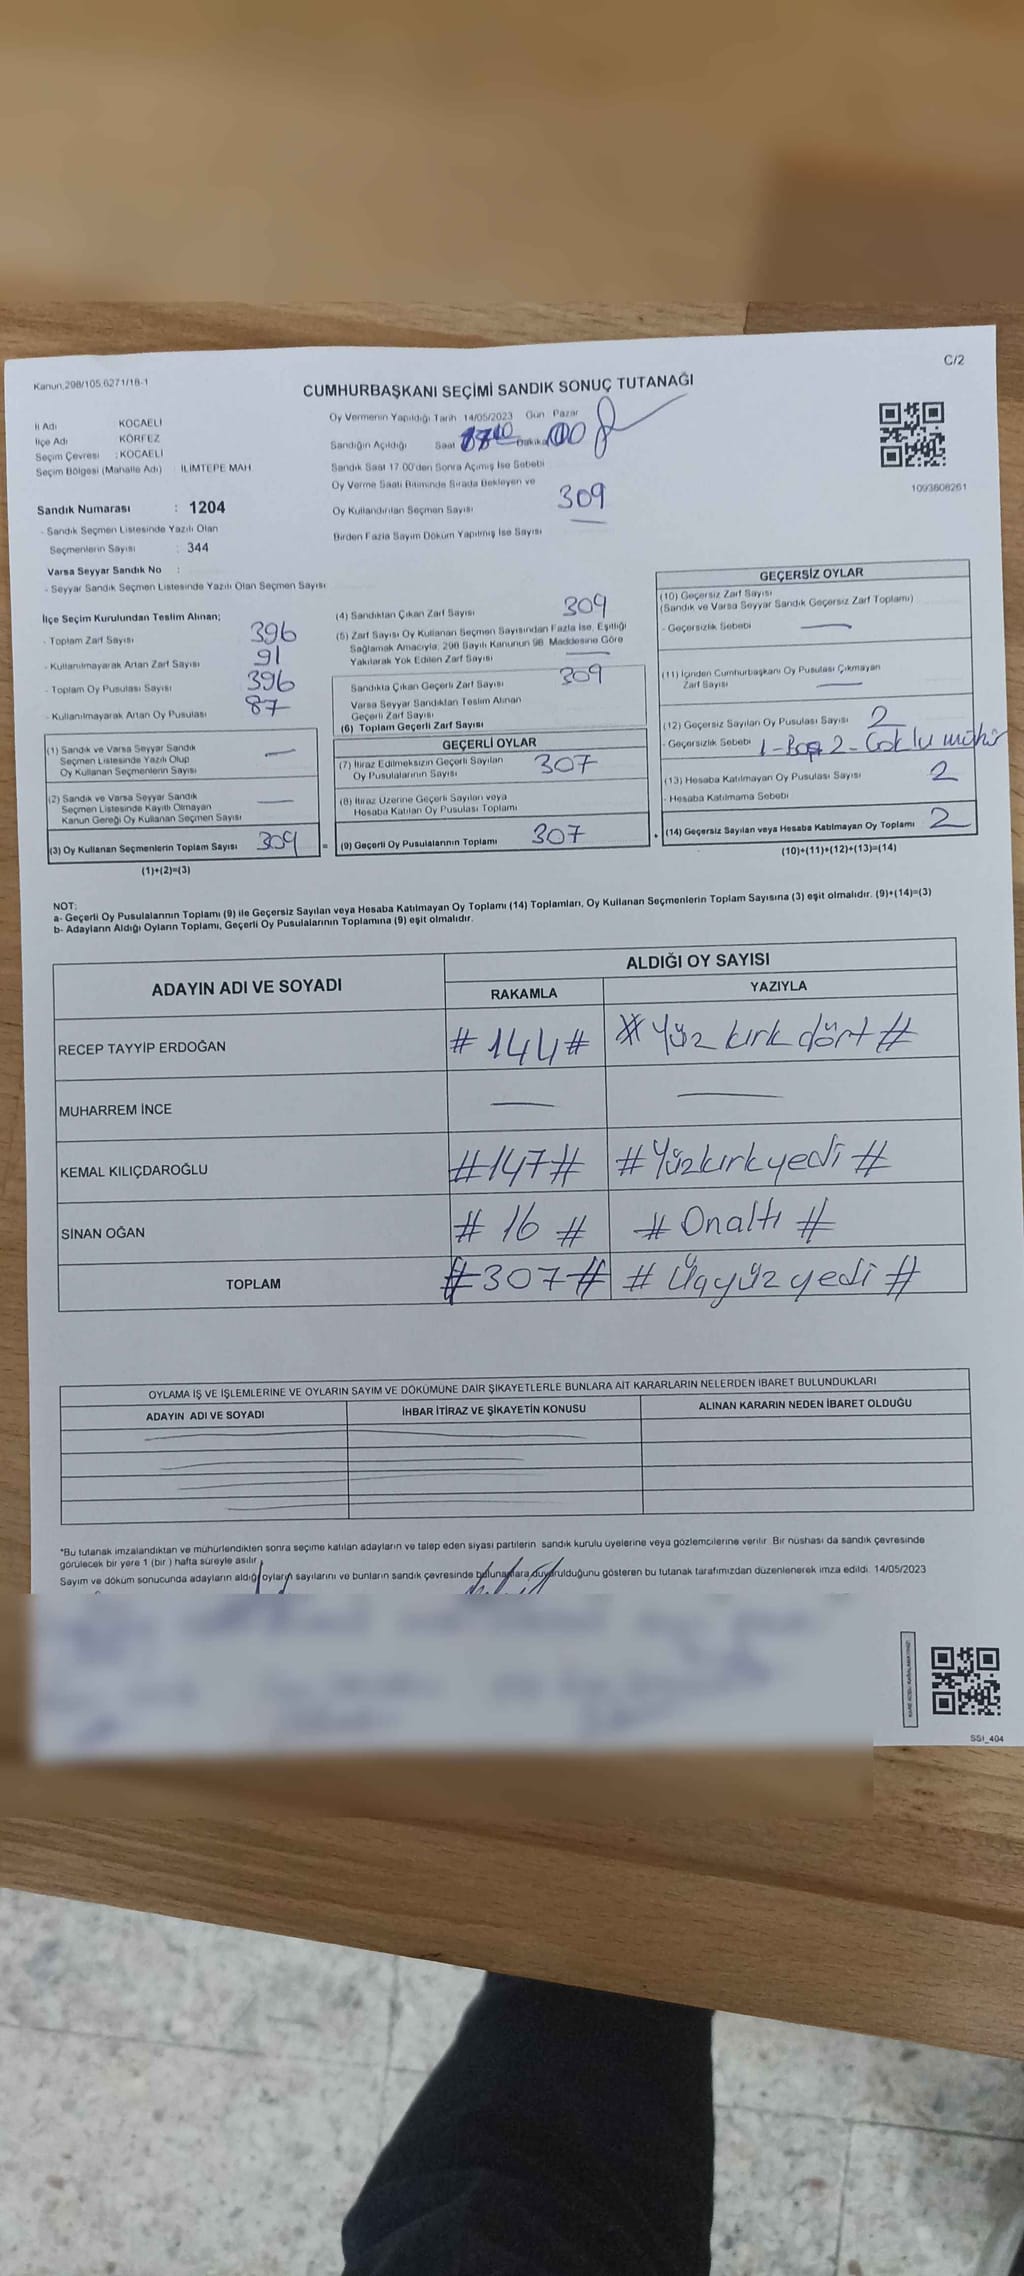 C/2
Kanun,298/105,6271/18-1
CUMHURBAŞKANI SEÇİMİ SANDIK SONUÇ TUTANAĞI
İl Adı KOCAELİ
İlçe Adı KÖRFEZ
Seçim Çevresi : KOCAELİ
Seçim Bölgesi (Mahalle Adı) İLİMTEPE MAH
Sandık Numarası : 1204
- Sandık Seçmen Listesinde Yazılı Olan
Seçmenlerin Sayısı : 344
Varsa Seyyar Sandık No :
- Seyyar Sandık Seçmen Listesinde Yazılı Olan Seçmen Sayısı
Oy Vermenin Yapıldığı Tarih 14/05/2023 Gün Pazar
Sandığın Açıldığı Saat Dakika
Sandık Saat 17.00'den Sonra Açımış İse Sebebi
Oy Verme Saati Bitiminde Sırada Bekleyen ve
Oy Kullandırılan Seçmen Sayısı 309
Birden Fazla Sayım Döküm Yapılmış İse Sayısı
1093608261
İlçe Seçim Kurulundan Teslim Alınan;
- Toplam Zarf Sayısı 396
- Kullanılmayarak Artan Zarf Sayısı 91
- Toplam Oy Pusulası Sayısı 396
- Kullanılmayarak Artan Oy Pusulası 87
(1) Sandık ve Varsa Seyyar Sandık
Seçmen Listesinde Yazılı Olup
Oy Kullanan Seçmenlerin Sayısı —
(2) Sandık ve Varsa Seyyar Sandık
Seçmen Listesinde Kayıtlı Olmayan
Kanun Gereği Oy Kullanan Seçmen Sayısı —
(3) Oy Kullanan Seçmenlerin Toplam Sayısı 309
(1)+(2)=(3)
(4) Sandıktan Çıkan Zarf Sayısı 309
(5) Zarf Sayısı Oy Kullanan Seçmen Sayısından Fazla İse, Eşitliği
Sağlamak Amacıyla; 298 Sayılı Kanunun 98. Maddesine Göre
Yakılarak Yok Edilen Zarf Sayısı —
Sandıkta Çıkan Geçerli Zarf Sayısı 309
Varsa Seyyar Sandıktan Teslim Alınan
Geçerli Zarf Sayısı
(6) Toplam Geçerli Zarf Sayısı
GEÇERLİ OYLAR
(7) İtiraz Edilmeksizin Geçerli Sayılan
Oy Pusulalarının Sayısı 307
(8) İtiraz Üzerine Geçerli Sayılan veya
Hesaba Katılan Oy Pusulası Toplamı
= (9) Geçerli Oy Pusulalarının Toplamı 307
GEÇERSİZ OYLAR
(10) Geçersiz Zarf Sayısı
(Sandık ve Varsa Seyyar Sandık Geçersiz Zarf Toplamı)
- Geçersizlik Sebebi —
(11) İçinden Cumhurbaşkanı Oy Pusulası Çıkmayan
Zarf Sayısı —
(12) Geçersiz Sayılan Oy Pusulası Sayısı 2
- Geçersizlik Sebebi 1-Boş 2-Çoklu mühür
(13) Hesaba Katılmayan Oy Pusulası Sayısı 2
- Hesaba Katılmama Sebebi
+ (14) Geçersiz Sayılan veya Hesaba Katılmayan Oy Toplamı 2
(10)+(11)+(12)+(13)=(14)
NOT:
a- Geçerli Oy Pusulalarının Toplamı (9) ile Geçersiz Sayılan veya Hesaba Katılmayan Oy Toplamı (14) Toplamları, Oy Kullanan Seçmenlerin Toplam Sayısına (3) eşit olmalıdır. (9)+(14)=(3)
b- Adayların Aldığı Oyların Toplamı, Geçerli Oy Pusulalarının Toplamına (9) eşit olmalıdır.
ADAYIN ADI VE SOYADI ALDIĞI OY SAYISI
RAKAMLA YAZIYLA
RECEP TAYYİP ERDOĞAN #144# #Yüz kırk dört#
MUHARREM İNCE — —
KEMAL KILIÇDAROĞLU #147# #Yüzkırkyedi#
SİNAN OĞAN #16# #Onaltı#
TOPLAM #307# #Üçyüz yedi#
OYLAMA İŞ VE İŞLEMLERİNE VE OYLARIN SAYIM VE DÖKÜMÜNE DAİR ŞİKAYETLERLE BUNLARA AİT KARARLARIN NELERDEN İBARET BULUNDUKLARI
ADAYIN ADI VE SOYADI İHBAR İTİRAZ VE ŞİKAYETİN KONUSU ALINAN KARARIN NEDEN İBARET OLDUĞU
*Bu tutanak imzalandıktan ve mühürlendikten sonra seçime katılan adayların ve talep eden siyasi partilerin sandık kurulu üyelerine veya gözlemcilerine verilir. Bir nüshası da sandık çevresinde
görülecek bir yere 1 (bir) hafta süreyle asılır.
Sayım ve döküm sonucunda adayların aldığı oyların sayılarını ve bunların sandık çevresinde bulunanlara duyurulduğunu gösteren bu tutanak tarafımızdan düzenlenerek imza edildi. 14/05/2023
SSI_404